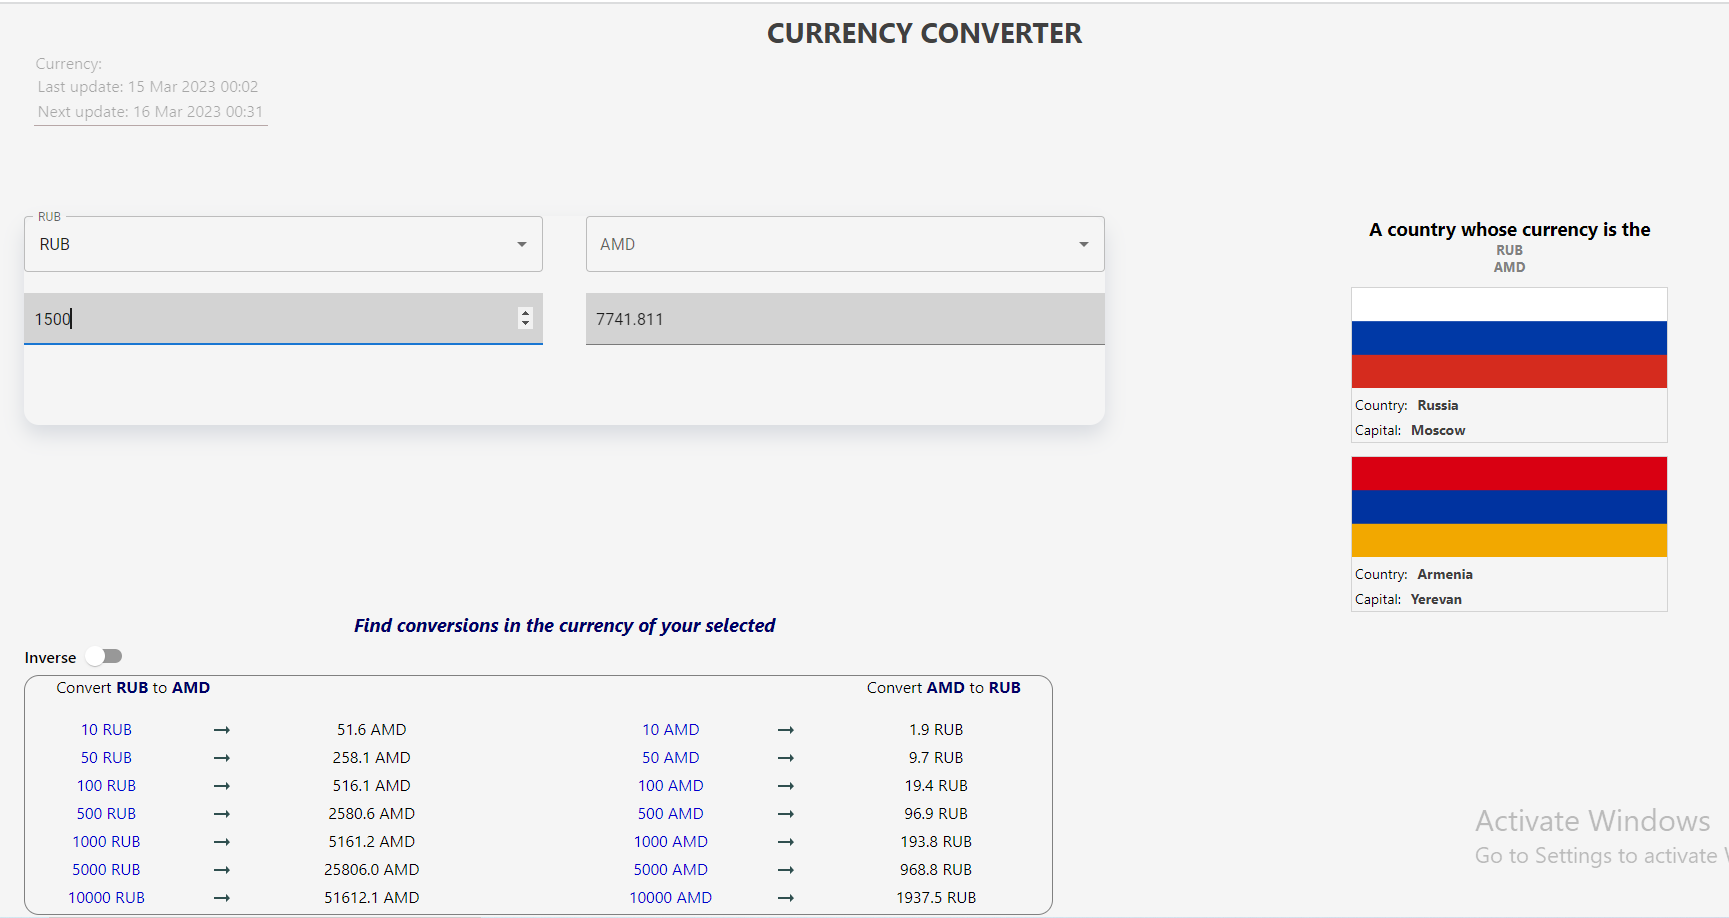 CURRENCY CONVERTER
Currency:
Last update: 15 Mar 2023 00:02
Next update: 16 Mar 2023 00:31
RUB
RUB
AMD
1500
7741.811
A country whose currency is the
RUB
AMD
Country: Russia
Capital: Moscow
Country: Armenia
Capital: Yerevan
Find conversions in the currency of your selected
Inverse
Convert RUB to AMD Convert AMD to RUB
10 RUB → 51.6 AMD 10 AMD → 1.9 RUB
50 RUB → 258.1 AMD 50 AMD → 9.7 RUB
100 RUB → 516.1 AMD 100 AMD → 19.4 RUB
500 RUB → 2580.6 AMD 500 AMD → 96.9 RUB
1000 RUB → 5161.2 AMD 1000 AMD → 193.8 RUB
5000 RUB → 25806.0 AMD 5000 AMD → 968.8 RUB
10000 RUB → 51612.1 AMD 10000 AMD → 1937.5 RUB
Activate Windows
Go to Settings to activate